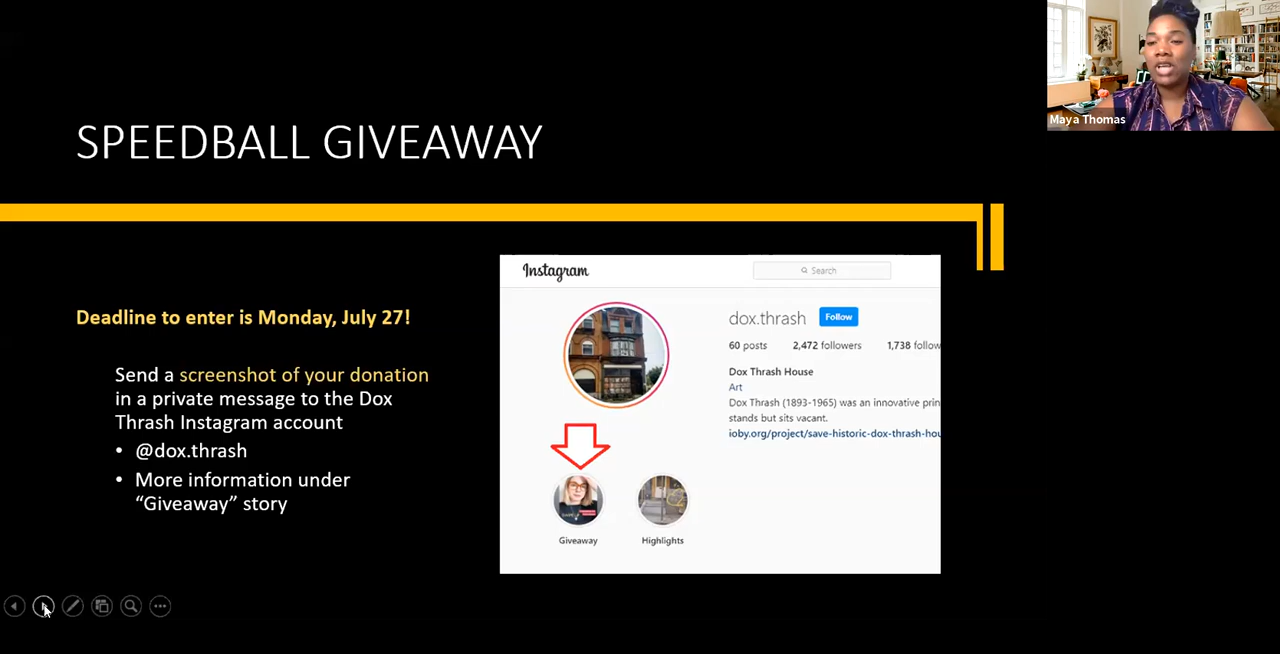 SPEEDBALL GIVEAWAY
Maya Thomas
Deadline to enter is Monday, July 27!
Send a screenshot of your donation
in a private message to the Dox
Thrash Instagram account
• @dox.thrash
• More information under
“Giveaway” story
Instagram
Search
dox.thrash Follow
60 posts 2,472 followers 1,738 follow
Dox Thrash House
Art
Dox Thrash (1893-1965) was an innovative prin
stands but sits vacant.
ioby.org/project/save-historic-dox-thrash-hou
Giveaway Highlights